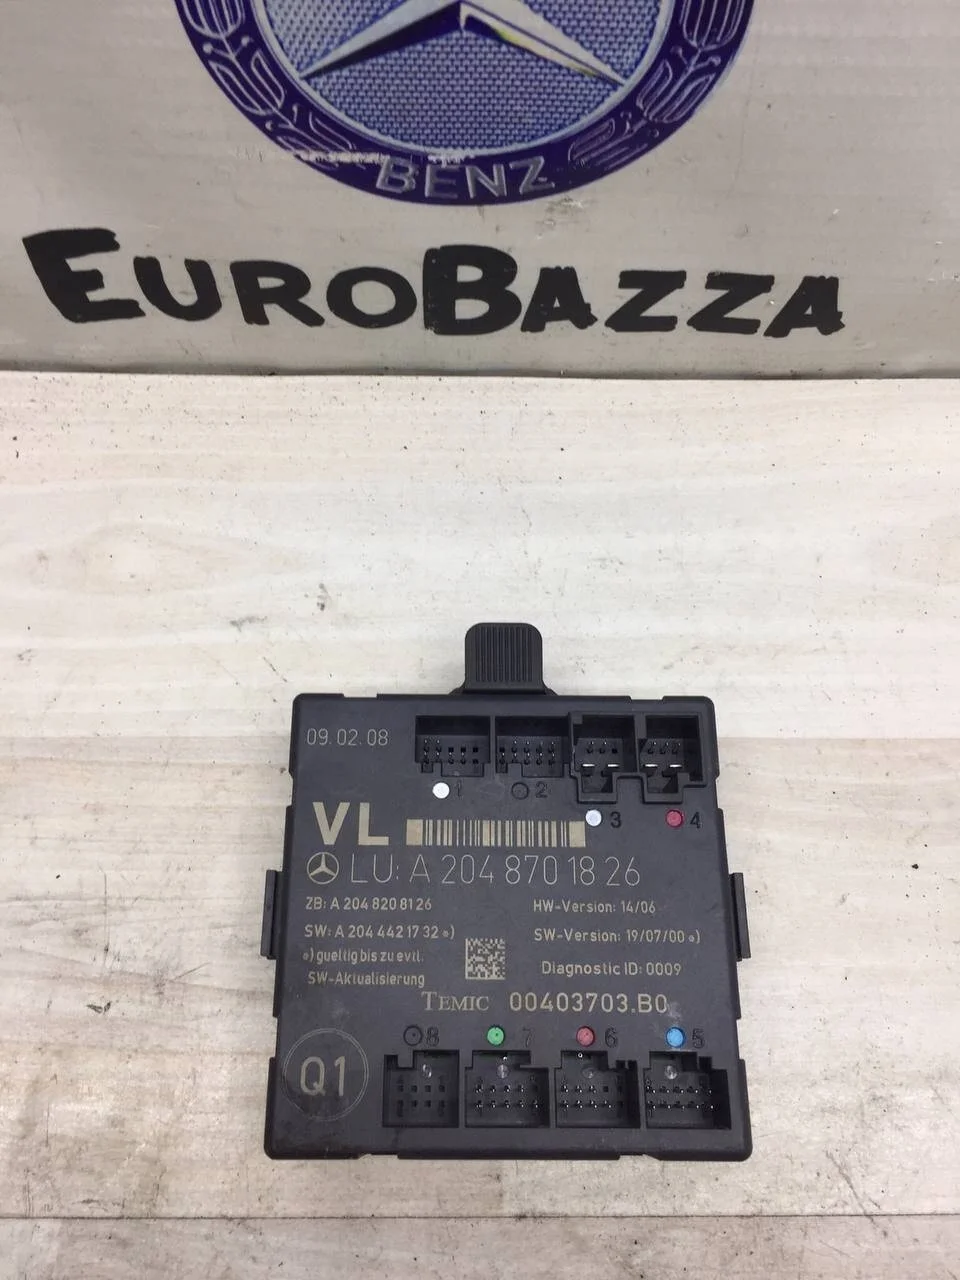 BENZ
EUROBAZZA
09.02.08
1 2
3 4
VL
LU: A 204 870 18 26
ZB: A 204 820 81 26 HW-Version: 14/06
SW: A 204 442 17 32 *) SW-Version: 19/07/00 *)
*) gueltig bis zu evtl.
SW-Aktualisierung Diagnostic ID: 0009
TEMIC 00403703.B0
8 7 6 5
Q1